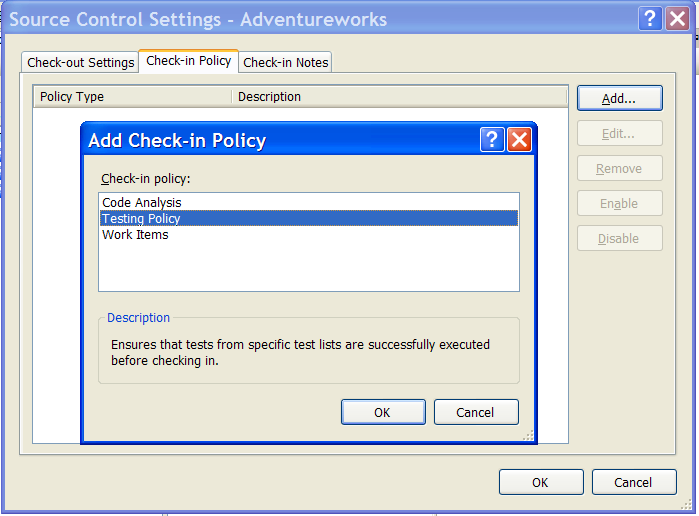 Source Control Settings - Adventureworks
Check-out Settings Check-in Policy Check-in Notes
Policy Type Description
Add...
Edit...
Remove
Enable
Disable
Add Check-in Policy
Check-in policy:
Code Analysis
Testing Policy
Work Items
Description
Ensures that tests from specific test lists are successfully executed
before checking in.
OK Cancel
OK Cancel